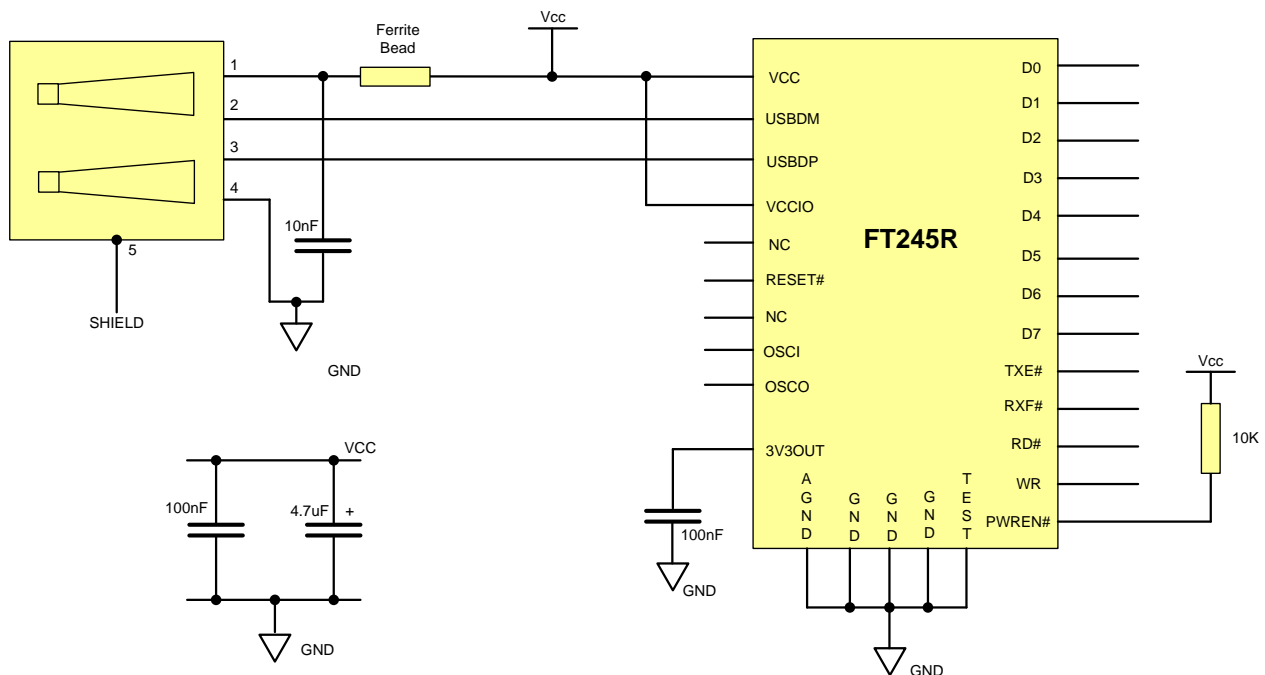 Vcc
Ferrite
Bead
1
2
3
4
5
SHIELD
10nF
GND
VCC
100nF
4.7uF +
GND
VCC
USBDM
USBDP
VCCIO
NC
RESET#
NC
OSCI
OSCO
3V3OUT
100nF
GND
FT245R
D0
D1
D2
D3
D4
D5
D6
D7
TXE#
RXF#
RD#
WR
PWREN#
AGND
GND
GND
GND
TEST
GND
Vcc
10K